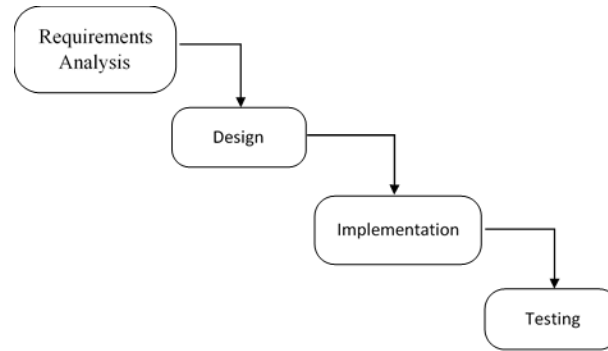 Requirements
Analysis
Design
Implementation
Testing